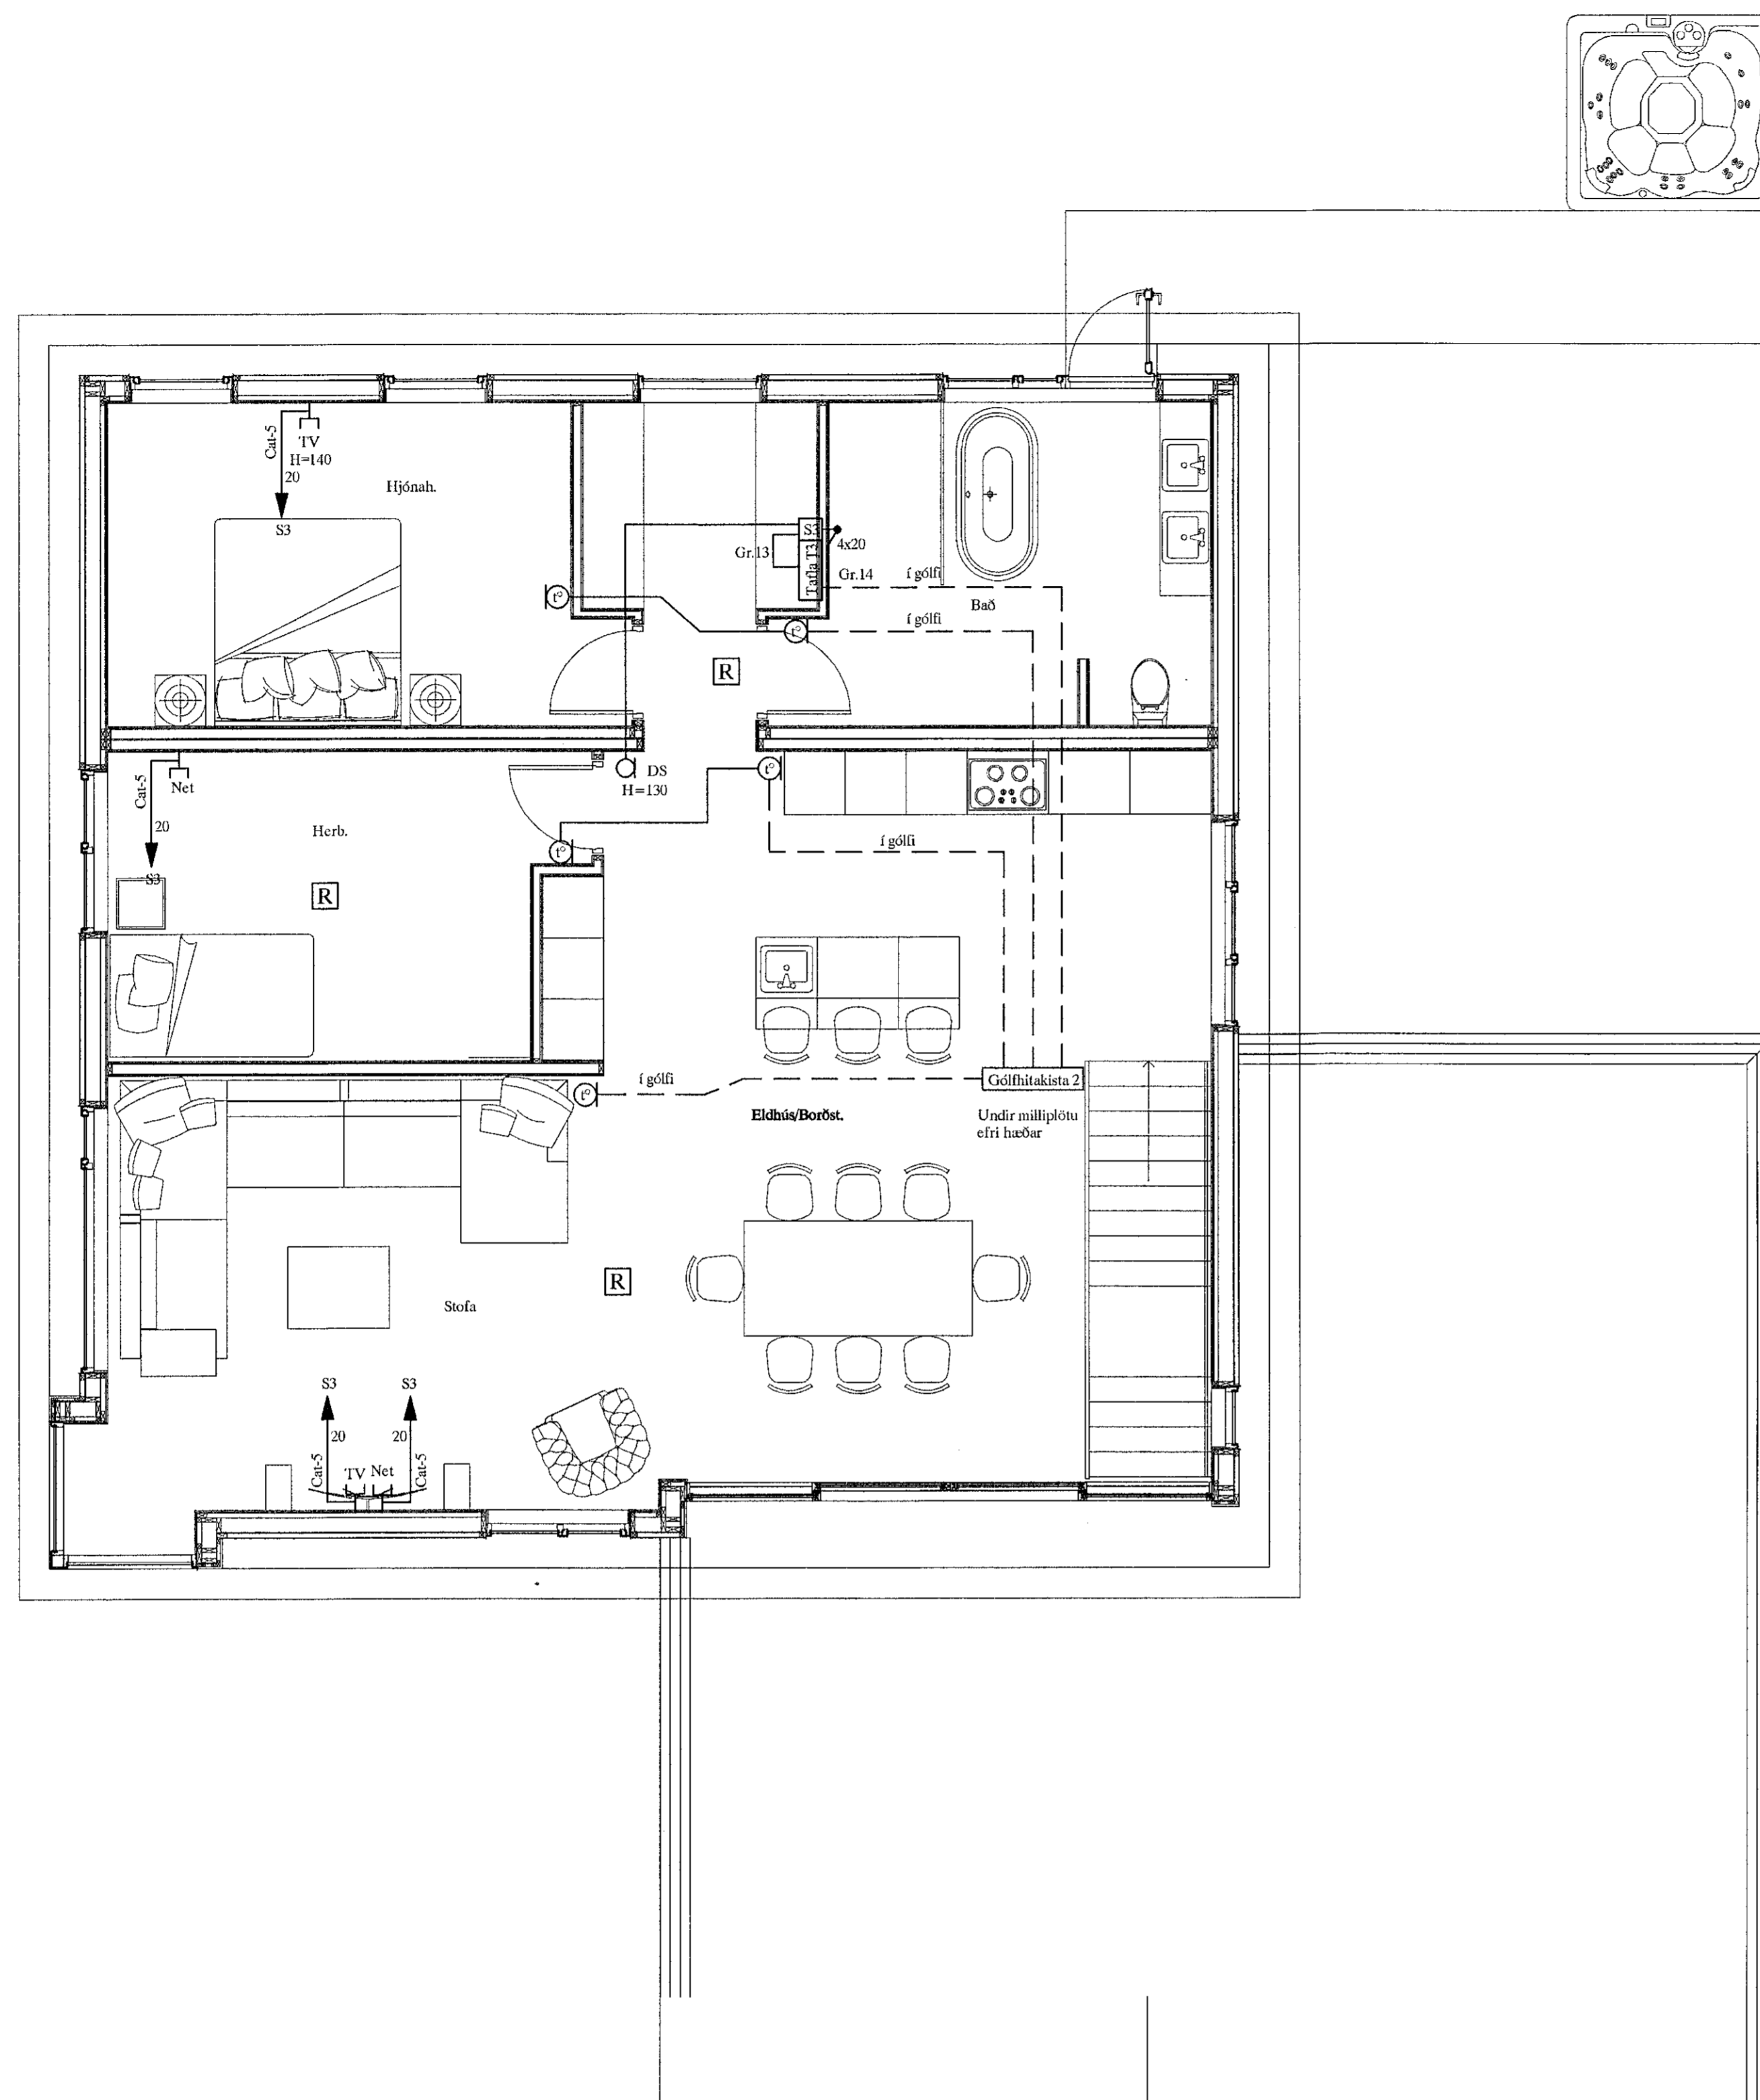 Cat-5
TV
H=140
20
Hjónah.
S3
S3
4x20
Gr.13
Tafla T3
Gr.14
í gólfi
Bað
t°
í gólfi
t°
R
Cat-5
Net
20
DS
H=130
t°
Herb.
í gólfi
t°
S3
R
Gólfhitakista 2
í gólfi
t°
Eldhús/Borðst.
Undir milliplötu
efri hæðar
R
Stofa
S3
S3
20
20
Cat-5
TV
Net
Cat-5